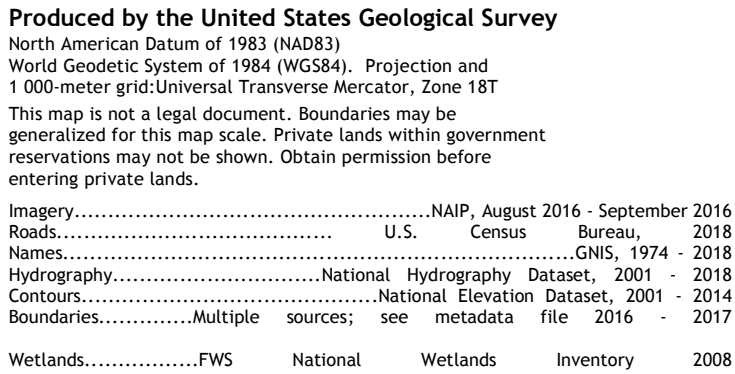 Produced by the United States Geological Survey
North American Datum of 1983 (NAD83)
World Geodetic System of 1984 (WGS84). Projection and
1 000-meter grid:Universal Transverse Mercator, Zone 18T
This map is not a legal document. Boundaries may be
generalized for this map scale. Private lands within government
reservations may not be shown. Obtain permission before
entering private lands.
Imagery.....................................................NAIP, August 2016 - September 2016
Roads......................................... U.S. Census Bureau, 2018
Names............................................................................GNIS, 1974 - 2018
Hydrography...............................National Hydrography Dataset, 2001 - 2018
Contours............................................National Elevation Dataset, 2001 - 2014
Boundaries..............Multiple sources; see metadata file 2016 - 2017
Wetlands.................FWS National Wetlands Inventory 2008